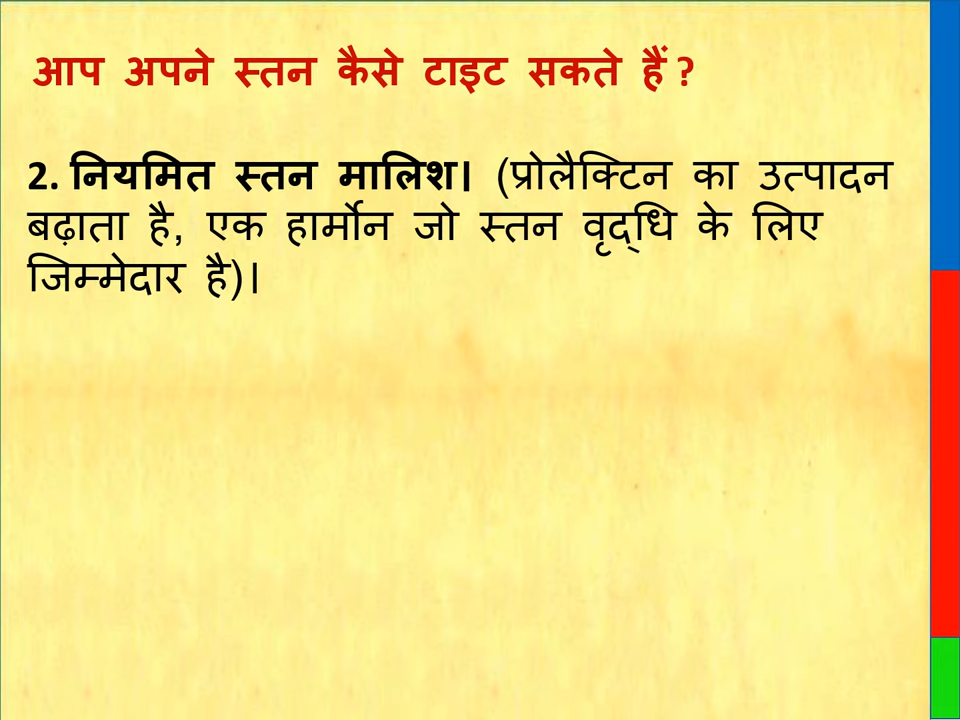 आप अपने स्तन कैसे टाइट सकते हैं ?
2. नियमित स्तन मालिश। (प्रोलैक्टिन का उत्पादन
बढ़ाता है, एक हार्मोन जो स्तन वृद्धि के लिए
जिम्मेदार है)।